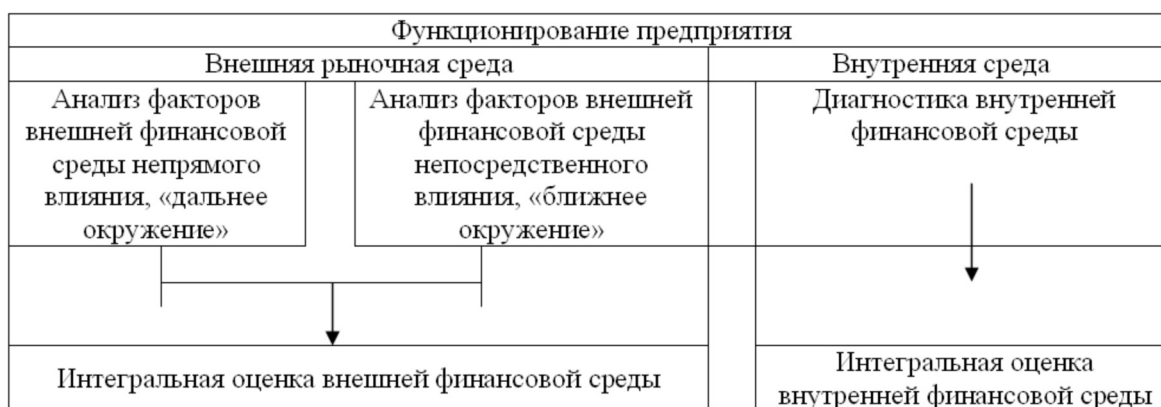 Функционирование предприятия
Внешняя рыночная среда
Внутренняя среда
Анализ факторов
внешней финансовой
среды непрямого
влияния, «дальнее
окружение»
Анализ факторов внешней
финансовой среды
непосредственного
влияния, «ближнее
окружение»
Диагностика внутренней
финансовой среды
Интегральная оценка внешней финансовой среды
Интегральная оценка
внутренней финансовой среды